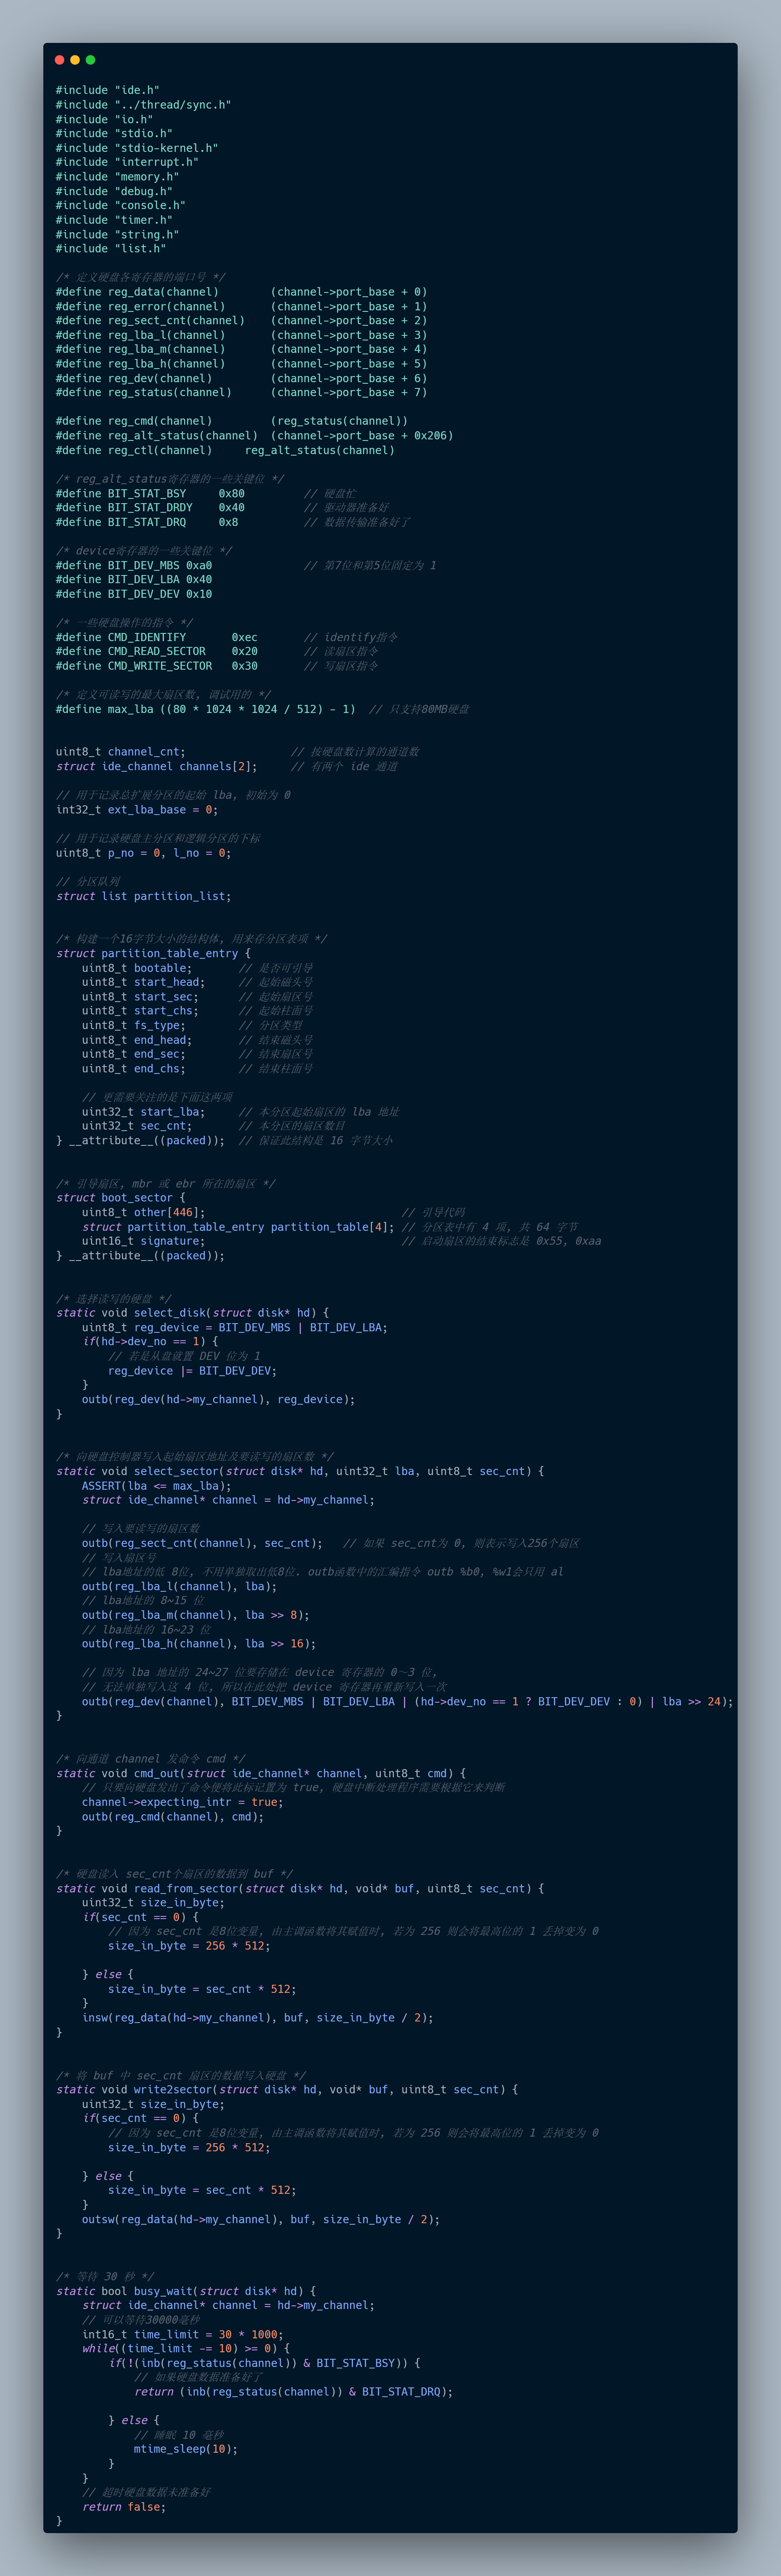 #include "ide.h"
#include "../thread/sync.h"
#include "io.h"
#include "stdio.h"
#include "stdio-kernel.h"
#include "interrupt.h"
#include "memory.h"
#include "debug.h"
#include "console.h"
#include "timer.h"
#include "string.h"
#include "list.h"
/* 定义硬盘各寄存器的端口号 */
#define reg_data(channel)        (channel->port_base + 0)
#define reg_error(channel)       (channel->port_base + 1)
#define reg_sect_cnt(channel)    (channel->port_base + 2)
#define reg_lba_l(channel)       (channel->port_base + 3)
#define reg_lba_m(channel)       (channel->port_base + 4)
#define reg_lba_h(channel)       (channel->port_base + 5)
#define reg_dev(channel)         (channel->port_base + 6)
#define reg_status(channel)      (channel->port_base + 7)
#define reg_cmd(channel)         (reg_status(channel))
#define reg_alt_status(channel)  (channel->port_base + 0x206)
#define reg_ctl(channel)     reg_alt_status(channel)
/* reg_alt_status寄存器的一些关键位 */
#define BIT_STAT_BSY     0x80         // 硬盘忙
#define BIT_STAT_DRDY    0x40         // 驱动器准备好
#define BIT_STAT_DRQ     0x8          // 数据传输准备好了
/* device寄存器的一些关键位 */
#define BIT_DEV_MBS 0xa0              // 第7位和第5位固定为 1
#define BIT_DEV_LBA 0x40
#define BIT_DEV_DEV 0x10
/* 一些硬盘操作的指令 */
#define CMD_IDENTIFY       0xec       // identify指令
#define CMD_READ_SECTOR    0x20       // 读扇区指令
#define CMD_WRITE_SECTOR   0x30       // 写扇区指令
/* 定义可读写的最大扇区数, 调试用的 */
#define max_lba ((80 * 1024 * 1024 / 512) - 1)  // 只支持80MB硬盘
uint8_t channel_cnt;                // 按硬盘数计算的通道数
struct ide_channel channels[2];     // 有两个 ide 通道
// 用于记录总扩展分区的起始 lba, 初始为 0
int32_t ext_lba_base = 0;
// 用于记录硬盘主分区和逻辑分区的下标
uint8_t p_no = 0, l_no = 0;
// 分区队列
struct list partition_list;
/* 构建一个16字节大小的结构体, 用来存分区表项 */
struct partition_table_entry {
    uint8_t bootable;       // 是否可引导
    uint8_t start_head;     // 起始磁头号
    uint8_t start_sec;      // 起始扇区号
    uint8_t start_chs;      // 起始柱面号
    uint8_t fs_type;        // 分区类型
    uint8_t end_head;       // 结束磁头号
    uint8_t end_sec;        // 结束扇区号
    uint8_t end_chs;        // 结束柱面号
    // 更需要关注的是下面这两项
    uint32_t start_lba;     // 本分区起始扇区的 lba 地址
    uint32_t sec_cnt;       // 本分区的扇区数目
} __attribute__((packed));  // 保证此结构是 16 字节大小
/* 引导扇区, mbr 或 ebr 所在的扇区 */
struct boot_sector {
    uint8_t other[446];                              // 引导代码
    struct partition_table_entry partition_table[4]; // 分区表中有 4 项, 共 64 字节
    uint16_t signature;                              // 启动扇区的结束标志是 0x55, 0xaa
} __attribute__((packed));
/* 选择读写的硬盘 */
static void select_disk(struct disk* hd) {
    uint8_t reg_device = BIT_DEV_MBS | BIT_DEV_LBA;
    if(hd->dev_no == 1) {
        // 若是从盘就置 DEV 位为 1
        reg_device |= BIT_DEV_DEV;
    }
    outb(reg_dev(hd->my_channel), reg_device);
}
/* 向硬盘控制器写入起始扇区地址及要读写的扇区数 */
static void select_sector(struct disk* hd, uint32_t lba, uint8_t sec_cnt) {
    ASSERT(lba <= max_lba);
    struct ide_channel* channel = hd->my_channel;
    // 写入要读写的扇区数
    outb(reg_sect_cnt(channel), sec_cnt);   // 如果 sec_cnt为 0, 则表示写入256个扇区
    // 写入扇区号
    // lba地址的低 8位, 不用单独取出低8位. outb函数中的汇编指令 outb %b0, %w1会只用 al
    outb(reg_lba_l(channel), lba);
    // lba地址的 8~15 位
    outb(reg_lba_m(channel), lba >> 8);
    // lba地址的 16~23 位
    outb(reg_lba_h(channel), lba >> 16);
    // 因为 lba 地址的 24~27 位要存储在 device 寄存器的 0～3 位,
    // 无法单独写入这 4 位, 所以在此处把 device 寄存器再重新写入一次
    outb(reg_dev(channel), BIT_DEV_MBS | BIT_DEV_LBA | (hd->dev_no == 1 ? BIT_DEV_DEV : 0) | lba >> 24);
}
/* 向通道 channel 发命令 cmd */
static void cmd_out(struct ide_channel* channel, uint8_t cmd) {
    // 只要向硬盘发出了命令便将此标记置为 true, 硬盘中断处理程序需要根据它来判断
    channel->expecting_intr = true;
    outb(reg_cmd(channel), cmd);
}
/* 硬盘读入 sec_cnt个扇区的数据到 buf */
static void read_from_sector(struct disk* hd, void* buf, uint8_t sec_cnt) {
    uint32_t size_in_byte;
    if(sec_cnt == 0) {
        // 因为 sec_cnt 是8位变量, 由主调函数将其赋值时, 若为 256 则会将最高位的 1 丢掉变为 0
        size_in_byte = 256 * 512;
    } else {
        size_in_byte = sec_cnt * 512;
    }
    insw(reg_data(hd->my_channel), buf, size_in_byte / 2);
}
/* 将 buf 中 sec_cnt 扇区的数据写入硬盘 */
static void write2sector(struct disk* hd, void* buf, uint8_t sec_cnt) {
    uint32_t size_in_byte;
    if(sec_cnt == 0) {
        // 因为 sec_cnt 是8位变量, 由主调函数将其赋值时, 若为 256 则会将最高位的 1 丢掉变为 0
        size_in_byte = 256 * 512;
    } else {
        size_in_byte = sec_cnt * 512;
    }
    outsw(reg_data(hd->my_channel), buf, size_in_byte / 2);
}
/* 等待 30 秒 */
static bool busy_wait(struct disk* hd) {
    struct ide_channel* channel = hd->my_channel;
    // 可以等待30000毫秒
    int16_t time_limit = 30 * 1000;
    while((time_limit -= 10) >= 0) {
        if(!(inb(reg_status(channel)) & BIT_STAT_BSY)) {
            // 如果硬盘数据准备好了
            return (inb(reg_status(channel)) & BIT_STAT_DRQ);
        } else {
            // 睡眠 10 毫秒
            mtime_sleep(10);
        }
    }
    // 超时硬盘数据未准备好
    return false;
}